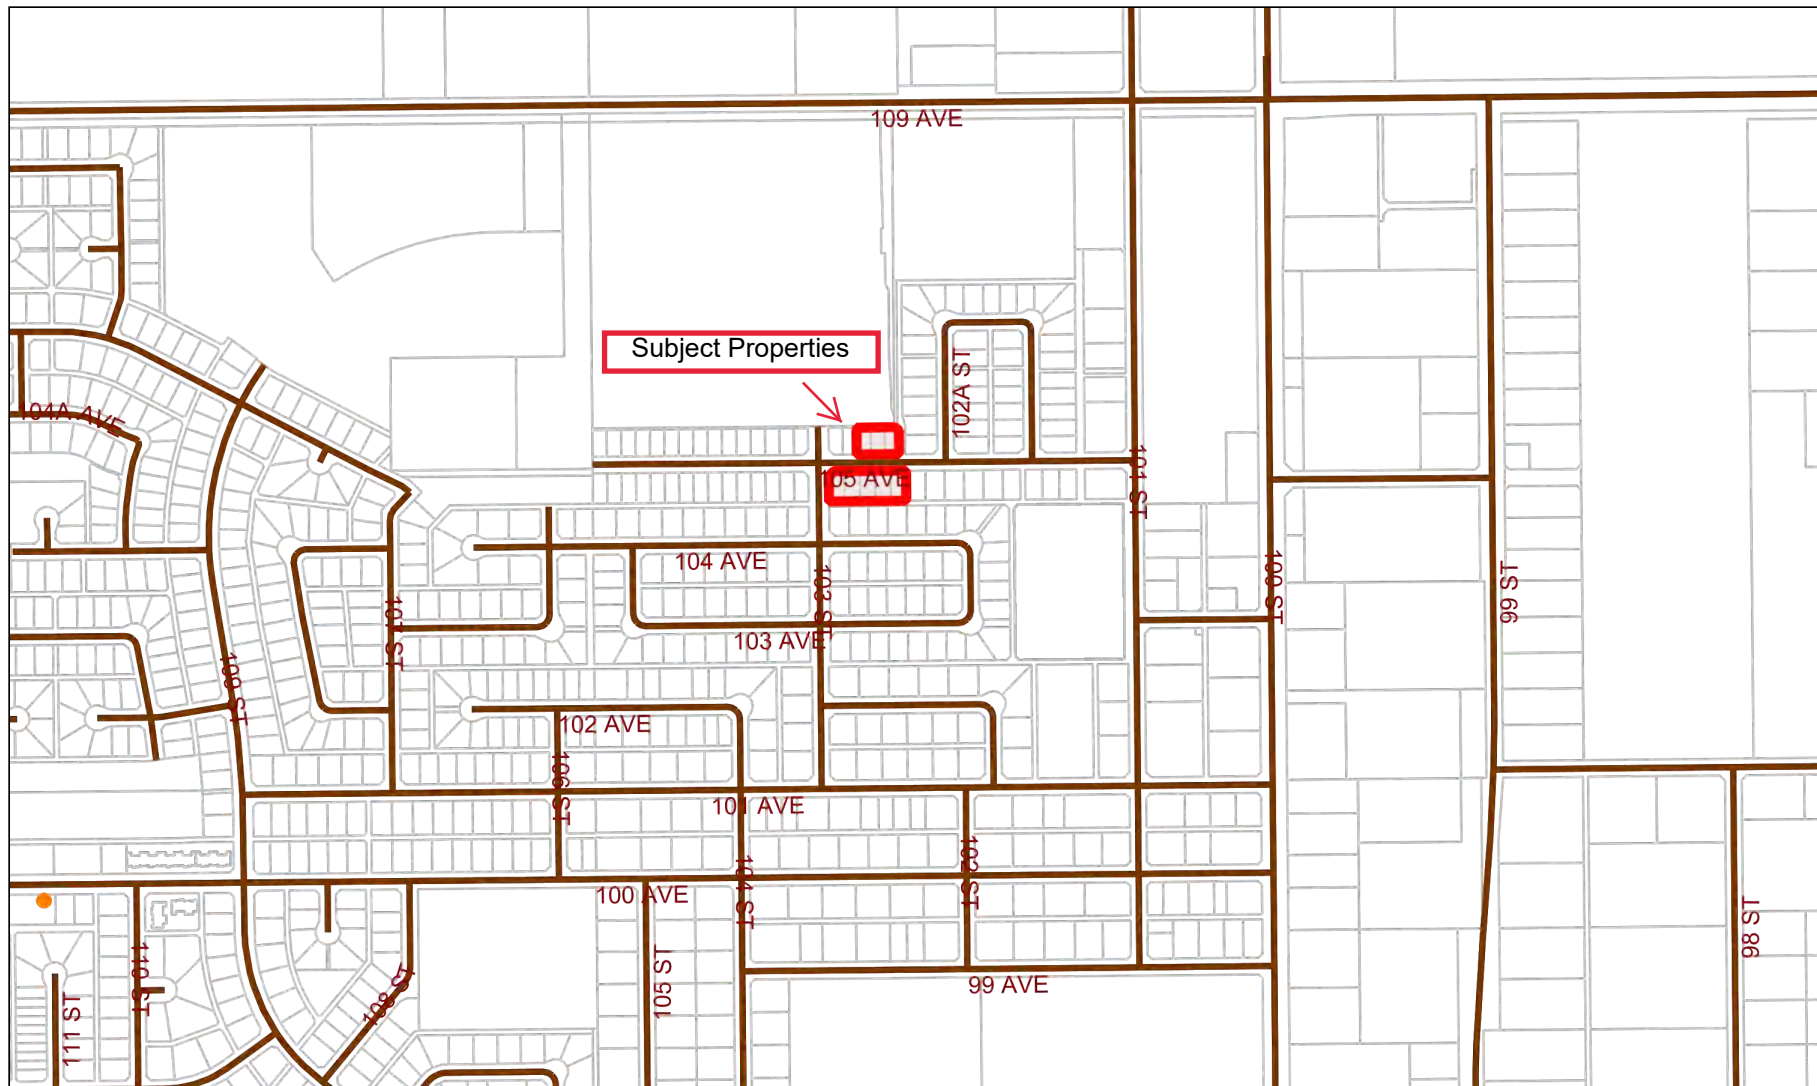 109 AVE
Subject Properties
102A ST
104A AVE
105 AVE
101 ST
104 AVE
103 ST
100 ST
99 ST
107 ST
103 AVE
109 ST
102 AVE
106 ST
101 AVE
104 ST
102 ST
100 AVE
98 ST
110 ST
105 ST
108 ST
99 AVE
111 ST